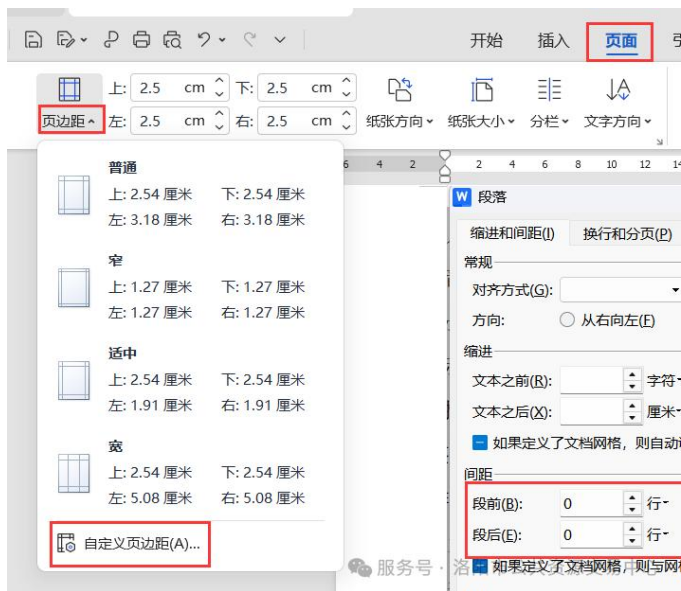 开始 插入 页面
上: 2.5 cm 下: 2.5 cm
纸张方向 纸张大小 分栏 文字方向
页边距 左: 2.5 cm 右: 2.5 cm
6 4 2 2 4 6 8 10 12 14
普通
上: 2.54 厘米 下: 2.54 厘米
左: 3.18 厘米 右: 3.18 厘米
窄
上: 1.27 厘米 下: 1.27 厘米
左: 1.27 厘米 右: 1.27 厘米
适中
上: 2.54 厘米 下: 2.54 厘米
左: 1.91 厘米 右: 1.91 厘米
宽
上: 2.54 厘米 下: 2.54 厘米
左: 5.08 厘米 右: 5.08 厘米
自定义页边距(A)...
W 段落
缩进和间距(I) 换行和分页(P)
常规
对齐方式(G):
方向: 从右向左(F)
缩进
文本之前(R): 字符
文本之后(X): 厘米
如果定义了文档网格，则自动
间距
段前(B): 0 行
段后(E): 0 行
如果定义了文档网格，则与网
服务号 ·